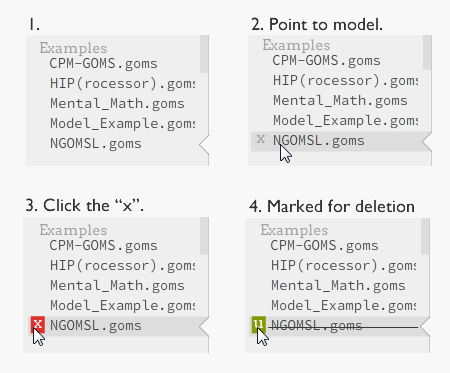 1.
Examples
CPM-GOMS.goms
HIP(rocessor).goms
Mental_Math.goms
Model_Example.goms
NGOMSL.goms
2. Point to model.
Examples
CPM-GOMS.goms
HIP(rocessor).goms
Mental_Math.goms
Model_Example.goms
x NGOMSL.goms
3. Click the “x”.
Examples
CPM-GOMS.goms
HIP(rocessor).goms
Mental_Math.goms
Model_Example.goms
x NGOMSL.goms
4. Marked for deletion
Examples
CPM-GOMS.goms
HIP(rocessor).goms
Mental_Math.goms
Model_Example.goms
u NGOMSL.goms